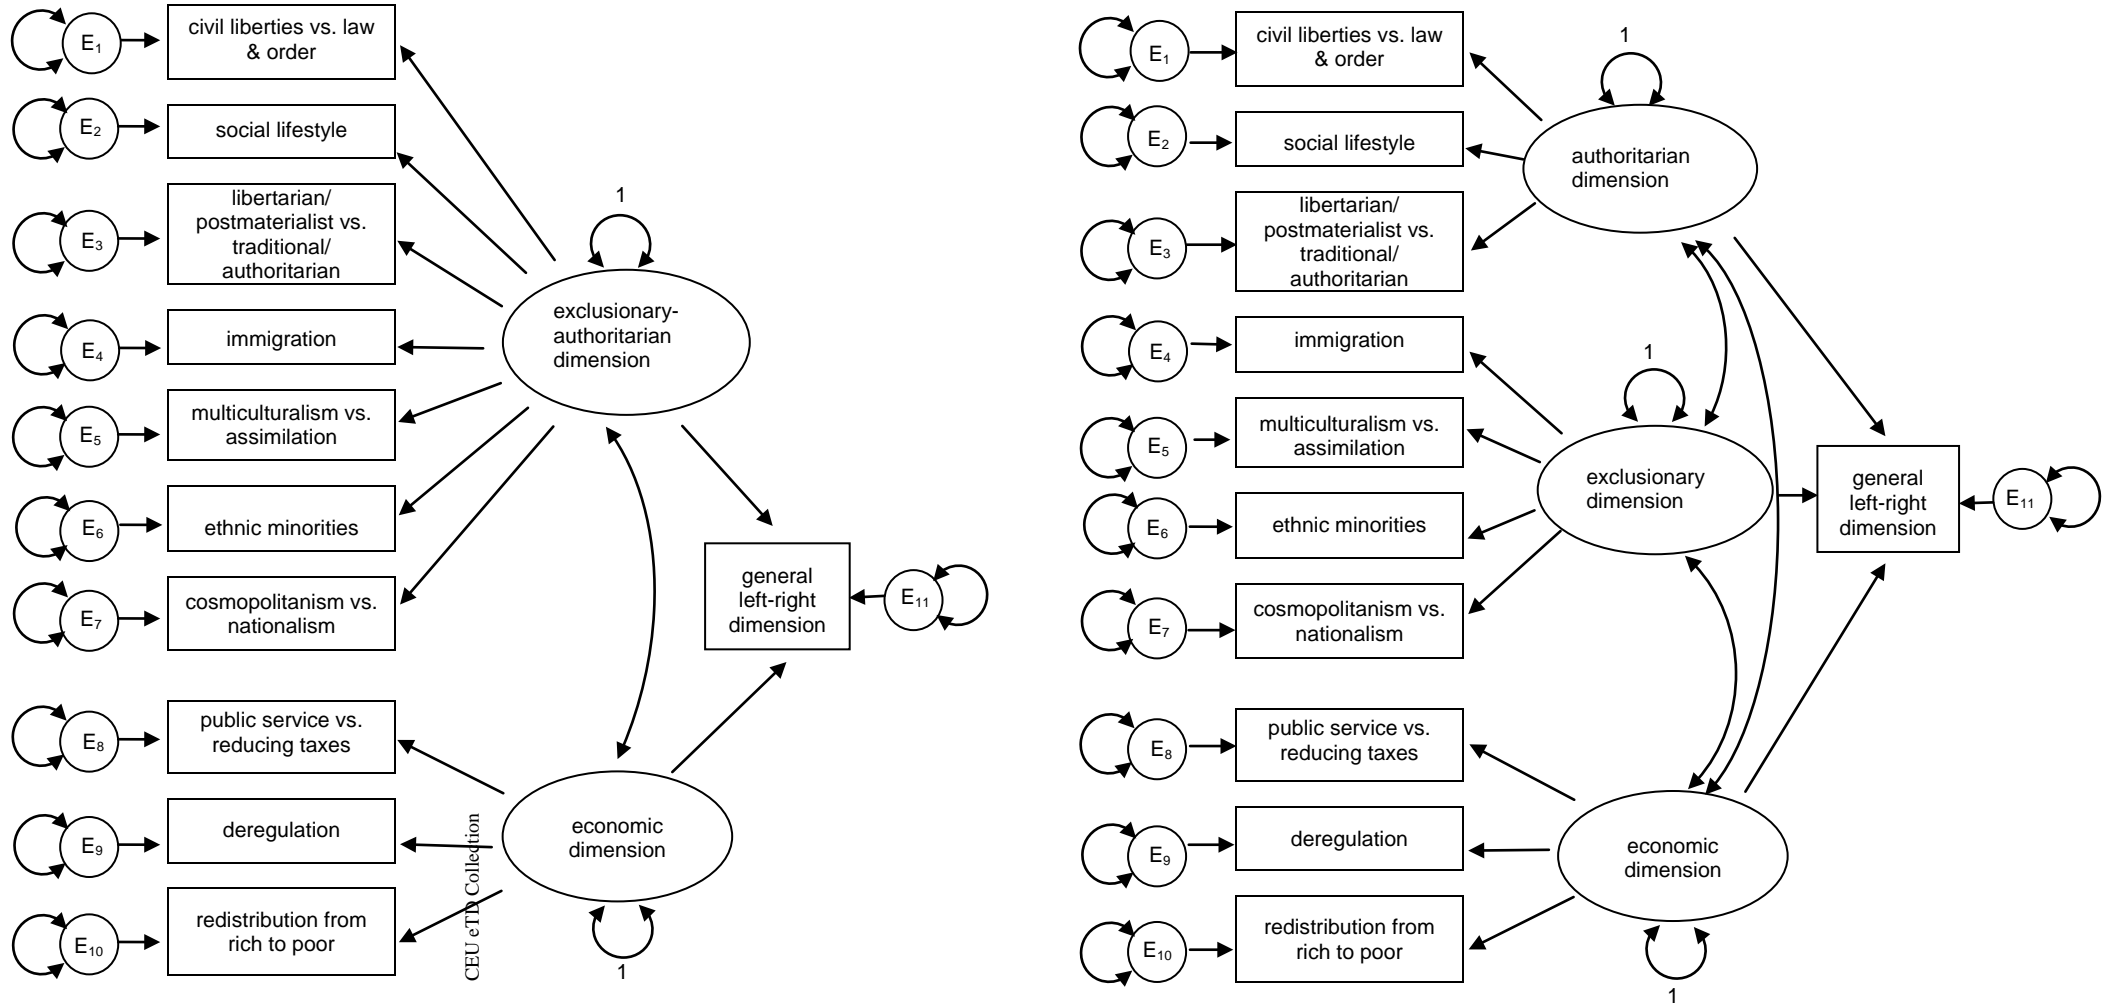 E1
civil liberties vs. law
& order
E2
social lifestyle
E3
libertarian/
postmaterialist vs.
traditional/
authoritarian
E4
immigration
E5
multiculturalism vs.
assimilation
E6
ethnic minorities
E7
cosmopolitanism vs.
nationalism
E8
public service vs.
reducing taxes
E9
deregulation
E10
redistribution from
rich to poor
1
exclusionary-
authoritarian
dimension
economic
dimension
1
general
left-right
dimension
E11
CEU eTD Collection
E1
civil liberties vs. law
& order
E2
social lifestyle
E3
libertarian/
postmaterialist vs.
traditional/
authoritarian
E4
immigration
E5
multiculturalism vs.
assimilation
E6
ethnic minorities
E7
cosmopolitanism vs.
nationalism
E8
public service vs.
reducing taxes
E9
deregulation
E10
redistribution from
rich to poor
1
authoritarian
dimension
1
exclusionary
dimension
economic
dimension
1
general
left-right
dimension
E11